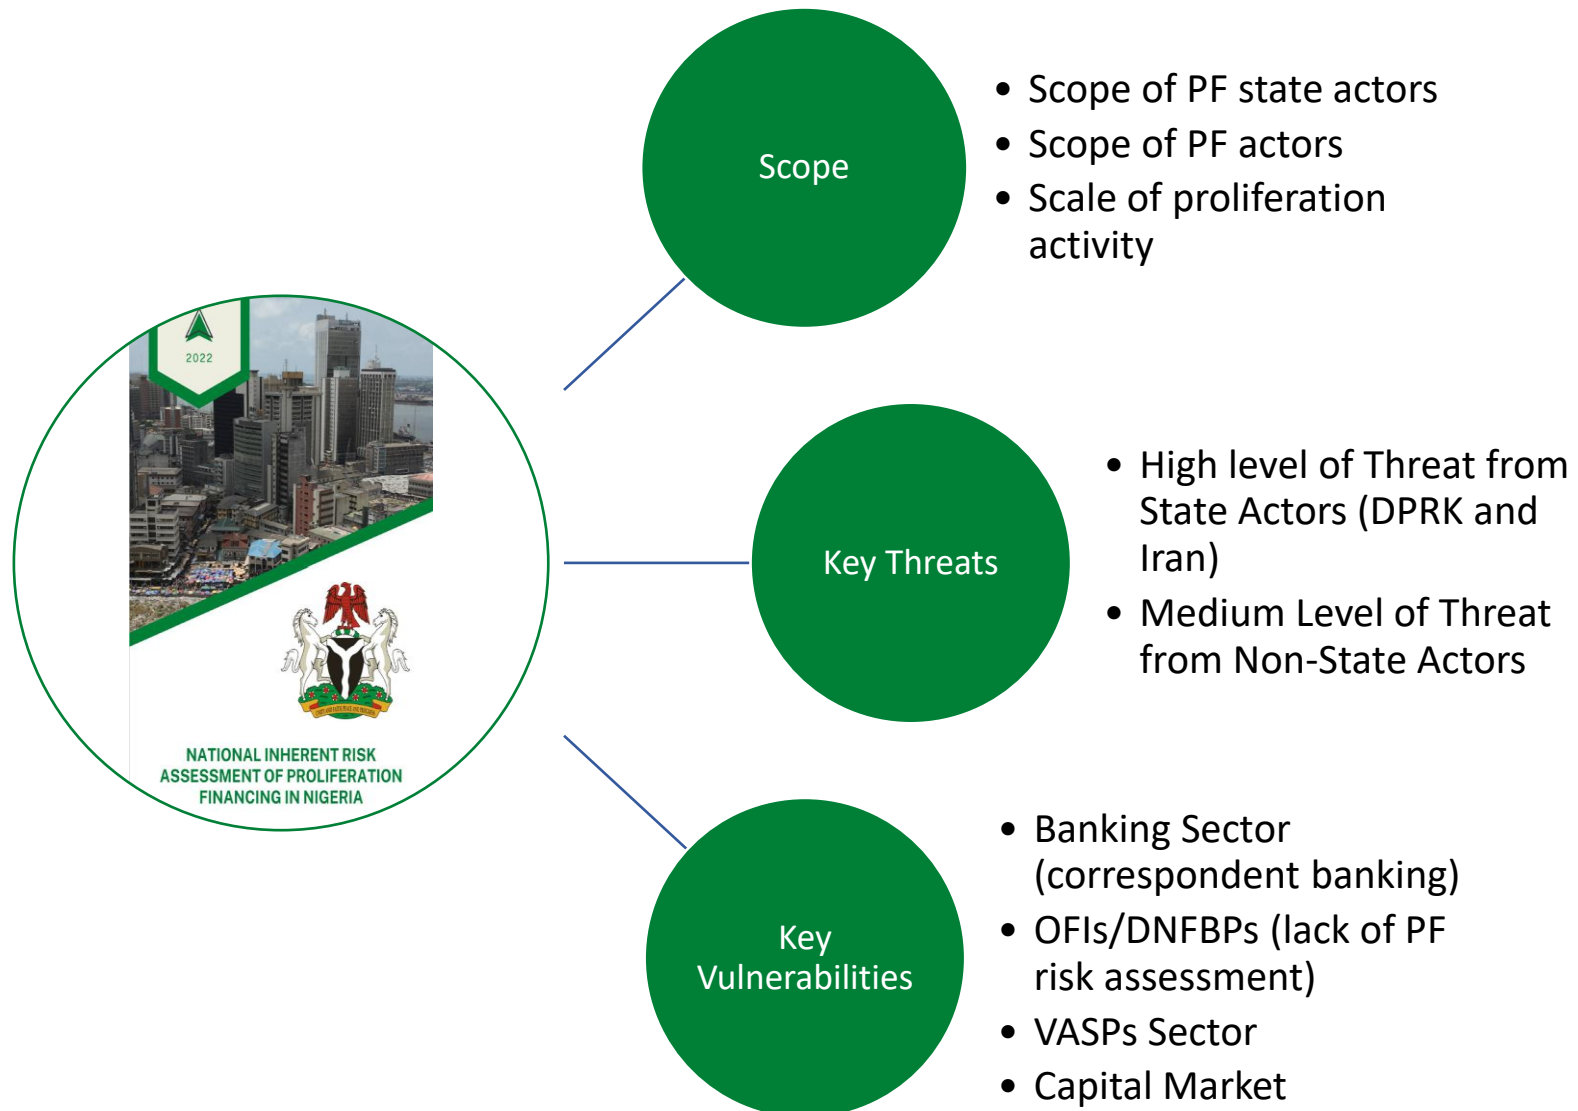 Scope
• Scope of PF state actors
• Scope of PF actors
• Scale of proliferation
activity
2022
NATIONAL INHERENT RISK
ASSESSMENT OF PROLIFERATION
FINANCING IN NIGERIA
Key Threats
• High level of Threat from
State Actors (DPRK and
Iran)
• Medium Level of Threat
from Non-State Actors
Key
Vulnerabilities
• Banking Sector
(correspondent banking)
• OFIs/DNFBPs (lack of PF
risk assessment)
• VASPs Sector
• Capital Market